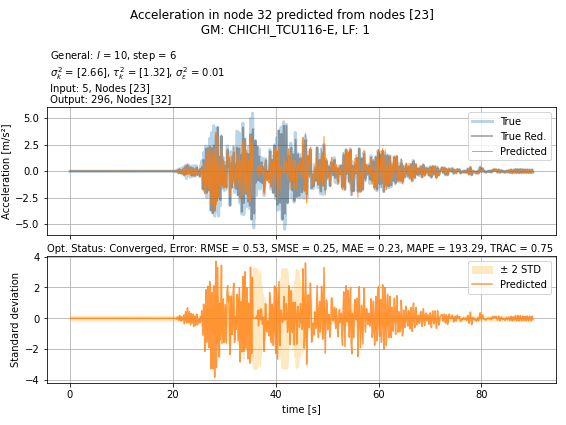 Acceleration in node 32 predicted from nodes [23]
GM: CHICHI_TCU116-E, LF: 1
General: l = 10, step = 6
σ²ₖ = [2.66], τ²ₖ = [1.32], σ²ε = 0.01
Input: 5, Nodes [23]
Output: 296, Nodes [32]
Acceleration [m/s²]
5.0
2.5
0.0
−2.5
−5.0
True
True Red.
Predicted
Opt. Status: Converged, Error: RMSE = 0.53, SMSE = 0.25, MAE = 0.23, MAPE = 193.29, TRAC = 0.75
Standard deviation
4
2
0
−2
−4
± 2 STD
Predicted
0
20
40
60
80
time [s]